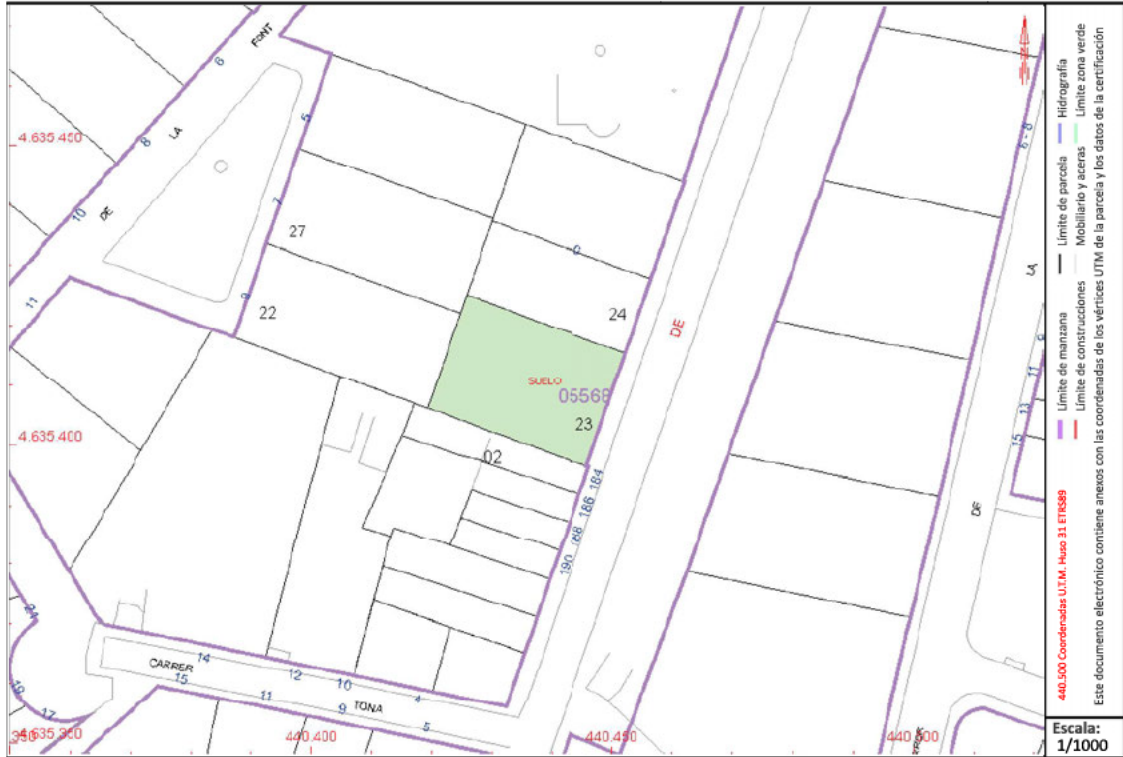 FONT
LA
DE
6
8
10
11
5
7
9
4.635.450
27
22
0
24
DE
SUELO
05568
23
02
4.635.400
184
186
190
6 - 8
9
11
13
15
DE
24
19
17
CARRER
TONA
14
12
10
4
15
11
9
5
4.635.350
440.400
440.450
440.500
Límite de manzana
Límite de parcela
Hidrografía
Límite de construcciones
Mobiliario y aceras
Límite zona verde
440.500 Coordenadas U.T.M. Huso 31 ETRS89
Este documento electrónico contiene anexos con las coordenadas de los vértices UTM de la parcela y los datos de la certificación
Escala:
1/1000